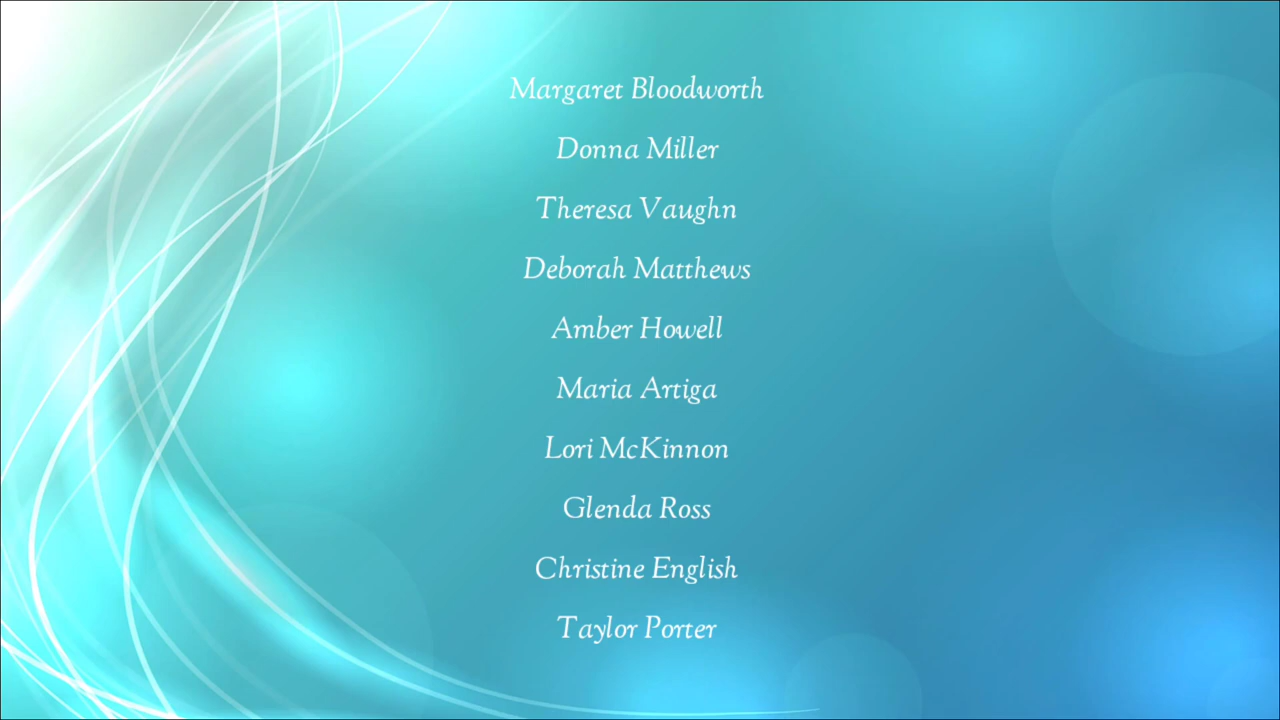 Margaret Bloodworth
Donna Miller
Theresa Vaughn
Deborah Matthews
Amber Howell
Maria Artiga
Lori McKinnon
Glenda Ross
Christine English
Taylor Porter